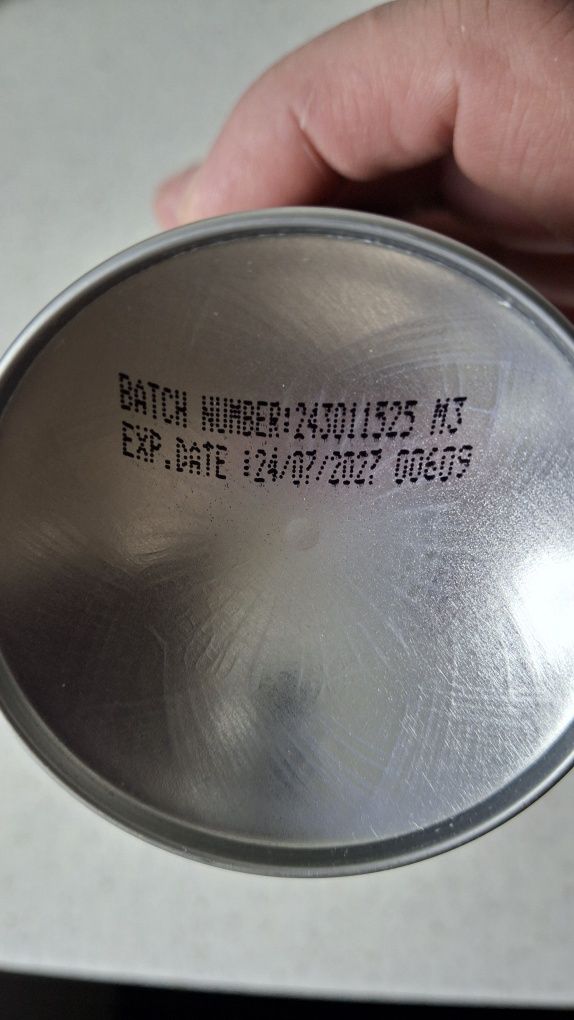 BATCH NUMBER:243011525 M3
EXP.DATE :24/07/2027 00609